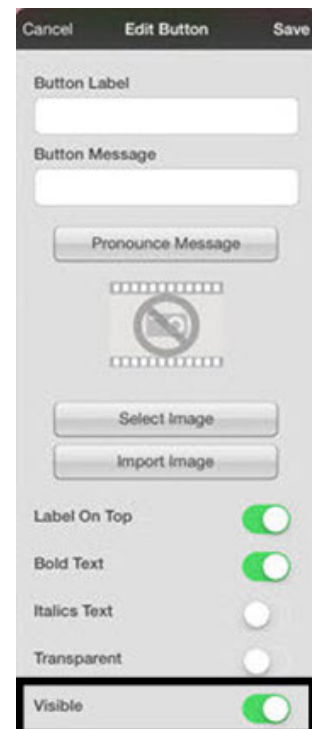 Cancel Edit Button Save
Button Label
Button Message
Pronounce Message
Select Image
Import Image
Label On Top
Bold Text
Italics Text
Transparent
Visible